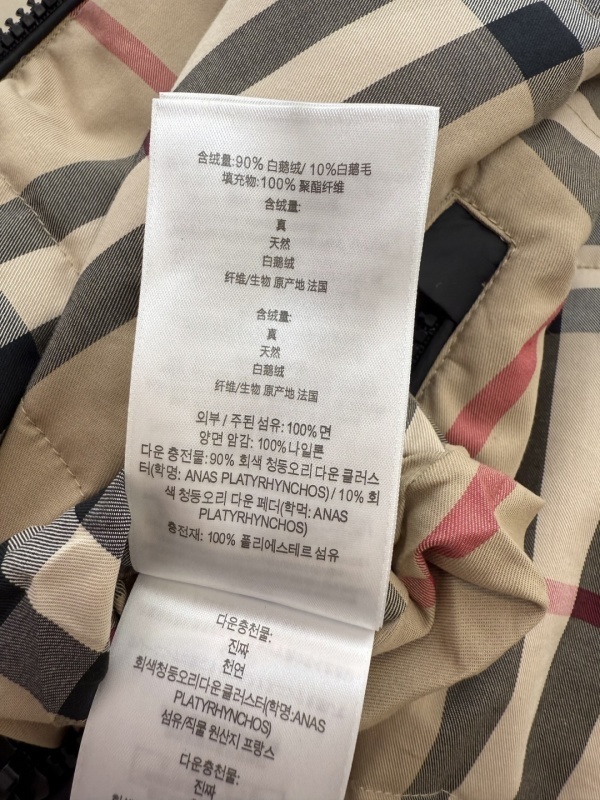 含绒量:90% 白鹅绒/ 10%白鹅毛
填充物:100% 聚酯纤维
含绒量:
真
天然
白鹅绒
纤维/生物 原产地 法国
含绒量:
真
天然
白鹅绒
纤维/生物 原产地 法国
외부 / 주된 섬유: 100% 면
양면 암감: 100% 나일론
다운 충전물: 90% 회색 청둥오리 다운 클러스
터(학명: ANAS PLATYRHYNCHOS) / 10% 회
색 청둥오리 다운 페더(학먹: ANAS
PLATYRHYNCHOS)
충전재: 100% 폴리에스테르 섬유
다운충천물:
진짜
천연
회색청둥오리다운클러스터(학명:ANAS
PLATYRHYNCHOS)
섬유/직물 원산지 프랑스
다운충천물:
진짜